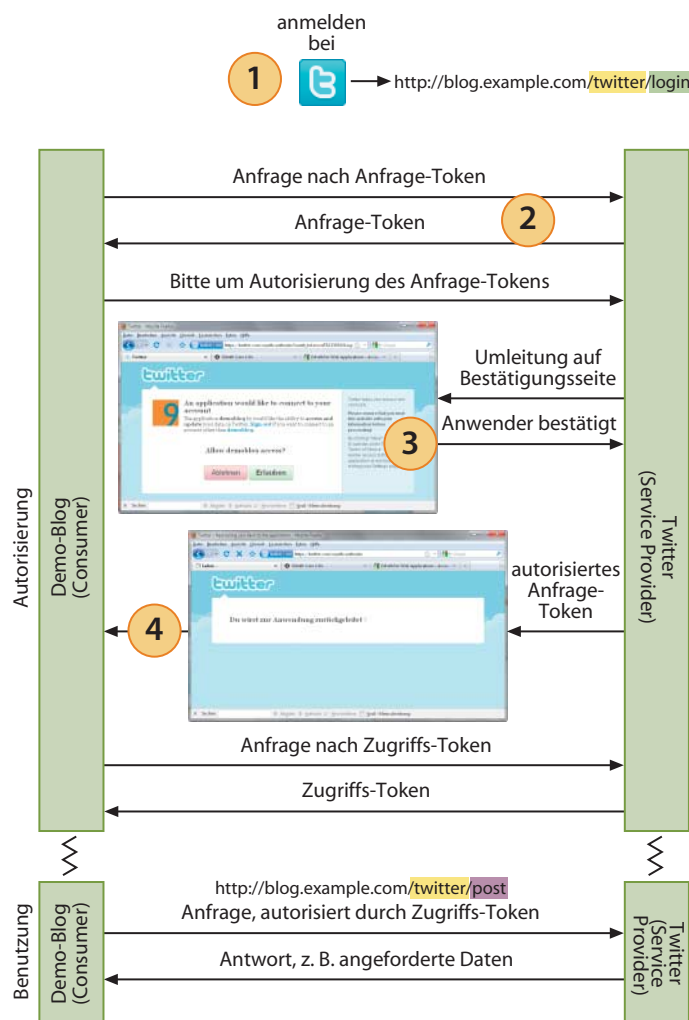 anmelden
bei
1
http://blog.example.com/twitter/login
Anfrage nach Anfrage-Token
Anfrage-Token
2
Bitte um Autorisierung des Anfrage-Tokens
twitter
An application would like to connect to your
account
Allow demoblog access?
Ablehnen Erlauben
Umleitung auf
Bestätigungsseite
3
Anwender bestätigt
Autorisierung
Demo-Blog
(Consumer)
Twitter
(Service Provider)
twitter
Du wirst zur Anwendung zurückgeleitet
autorisiertes
Anfrage-
Token
4
Anfrage nach Zugriffs-Token
Zugriffs-Token
Benutzung
Demo-Blog
(Consumer)
http://blog.example.com/twitter/post
Anfrage, autorisiert durch Zugriffs-Token
Antwort, z. B. angeforderte Daten
Twitter
(Service
Provider)